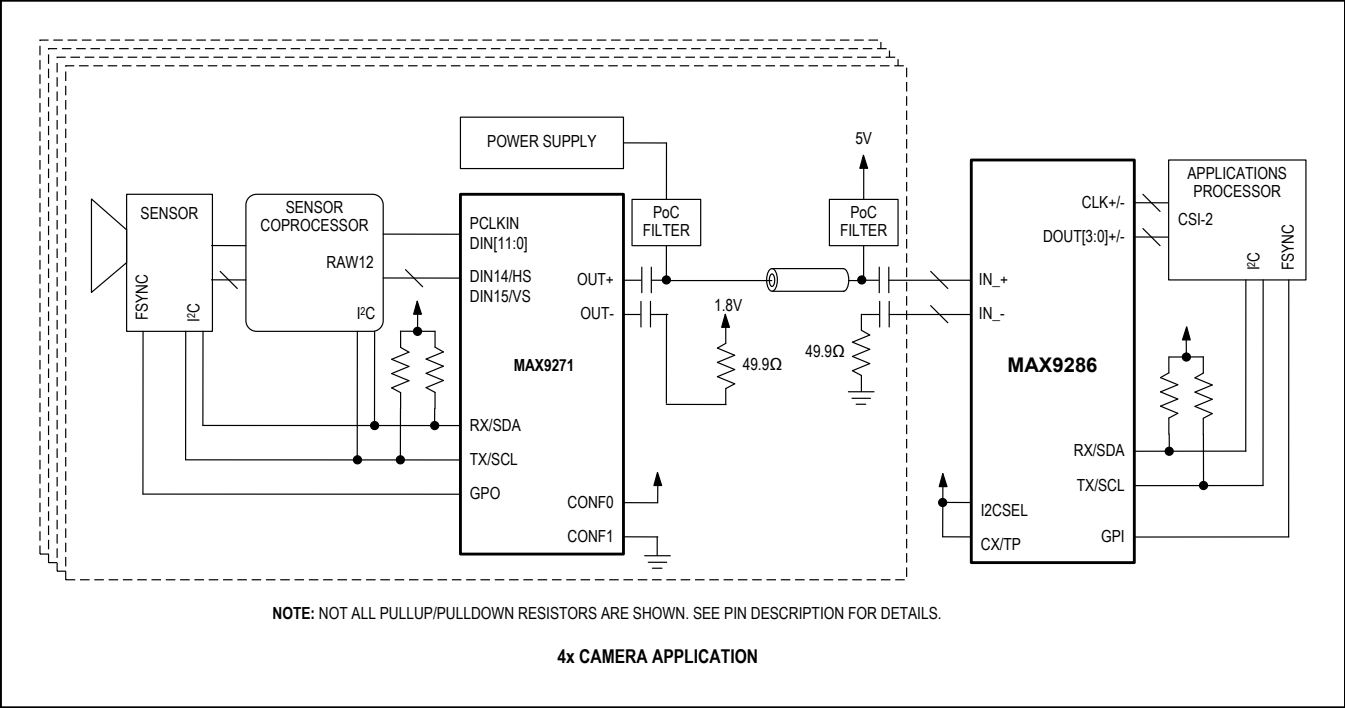 POWER SUPPLY
5V
SENSOR
FSYNC
I²C
SENSOR
COPROCESSOR
RAW12
I²C
PCLKIN
DIN[11:0]
DIN14/HS
DIN15/VS
OUT+
OUT-
MAX9271
RX/SDA
TX/SCL
GPO
CONF0
CONF1
PoC
FILTER
1.8V
49.9Ω
PoC
FILTER
49.9Ω
CLK+/-
DOUT[3:0]+/-
IN_+
IN_-
MAX9286
RX/SDA
TX/SCL
I2CSEL
CX/TP
GPI
APPLICATIONS
PROCESSOR
CSI-2
I²C
FSYNC
NOTE: NOT ALL PULLUP/PULLDOWN RESISTORS ARE SHOWN. SEE PIN DESCRIPTION FOR DETAILS.
4x CAMERA APPLICATION